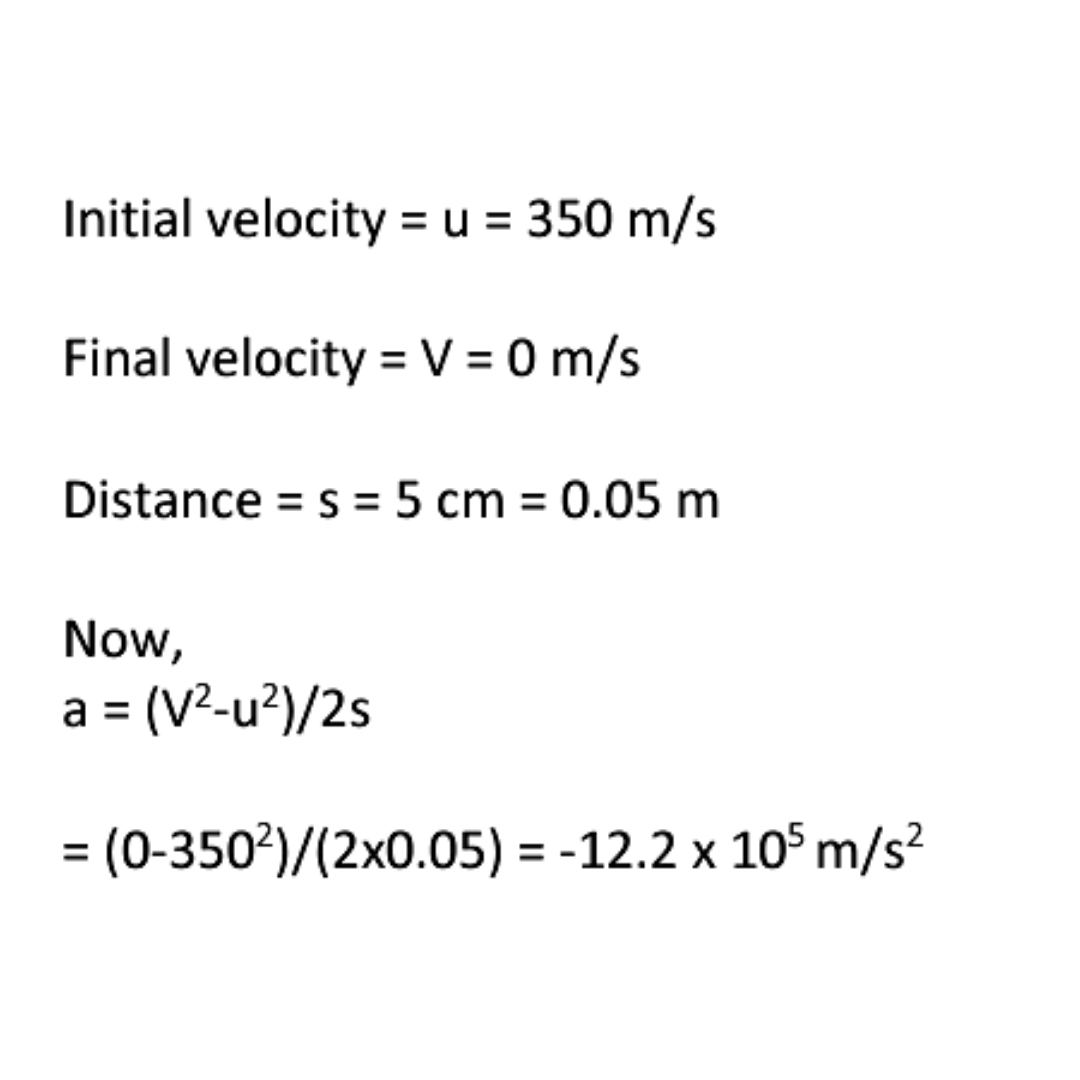 Initial velocity = u = 350 m/s
Final velocity = V = 0 m/s
Distance = s = 5 cm = 0.05 m
Now,
a = (V²-u²)/2s
= (0-350²)/(2x0.05) = -12.2 x 10⁵ m/s²